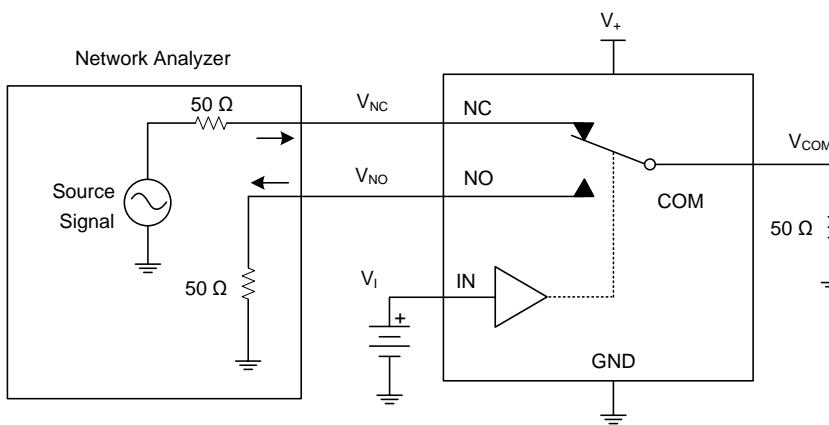 V+
Network Analyzer
50 Ω
VNC
NC
VCOM
VNO
NO
Source
Signal
COM
50 Ω
50 Ω
VI
IN
+
GND